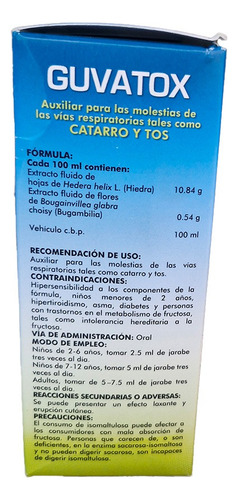 GUVATOX
Auxiliar para las molestias de
las vías respiratorias tales como
CATARRO Y TOS
FÓRMULA:
Cada 100 ml contienen:
Extracto fluido de
hojas de Hedera helix L. (Hiedra) 10.84 g
Extracto fluido de flores
de Bougainvillea glabra
choisy (Bugambilia) 0.54 g
Vehículo c.b.p. 100 ml
RECOMENDACIÓN DE USO:
Auxiliar para las molestias de las vías
respiratorias tales como catarro y tos.
CONTRAINDICACIONES:
Hipersensibilidad a los componentes de la
fórmula, niños menores de 2 años,
hipertiroidismo, asma, diabetes y personas
con trastornos en el metabolismo de fructosa,
tales como intolerancia hereditaria a la
fructosa.
VÍA DE ADMINISTRACIÓN: Oral
MODO DE EMPLEO:
Niños de 2-6 años, tomar 2.5 ml de jarabe
tres veces al día.
Niños de 7-12 años, tomar 5 ml de jarabe tres
veces al día.
Adultos, tomar de 5-7.5 ml de jarabe tres
veces al día.
REACCIONES SECUNDARIAS O ADVERSAS:
Se puede presentar un efecto laxante y
erupción cutánea.
PRECAUCIONES:
El consumo de isomaltulosa puede afectar a
los consumidores con mala absorción de
fructosa. Personas que carecen de, o son
deficientes, en la enzima sacarosa-isomaltosa
y no pueden digerir sacarosa, son incapaces
de digerir isomaltulosa.